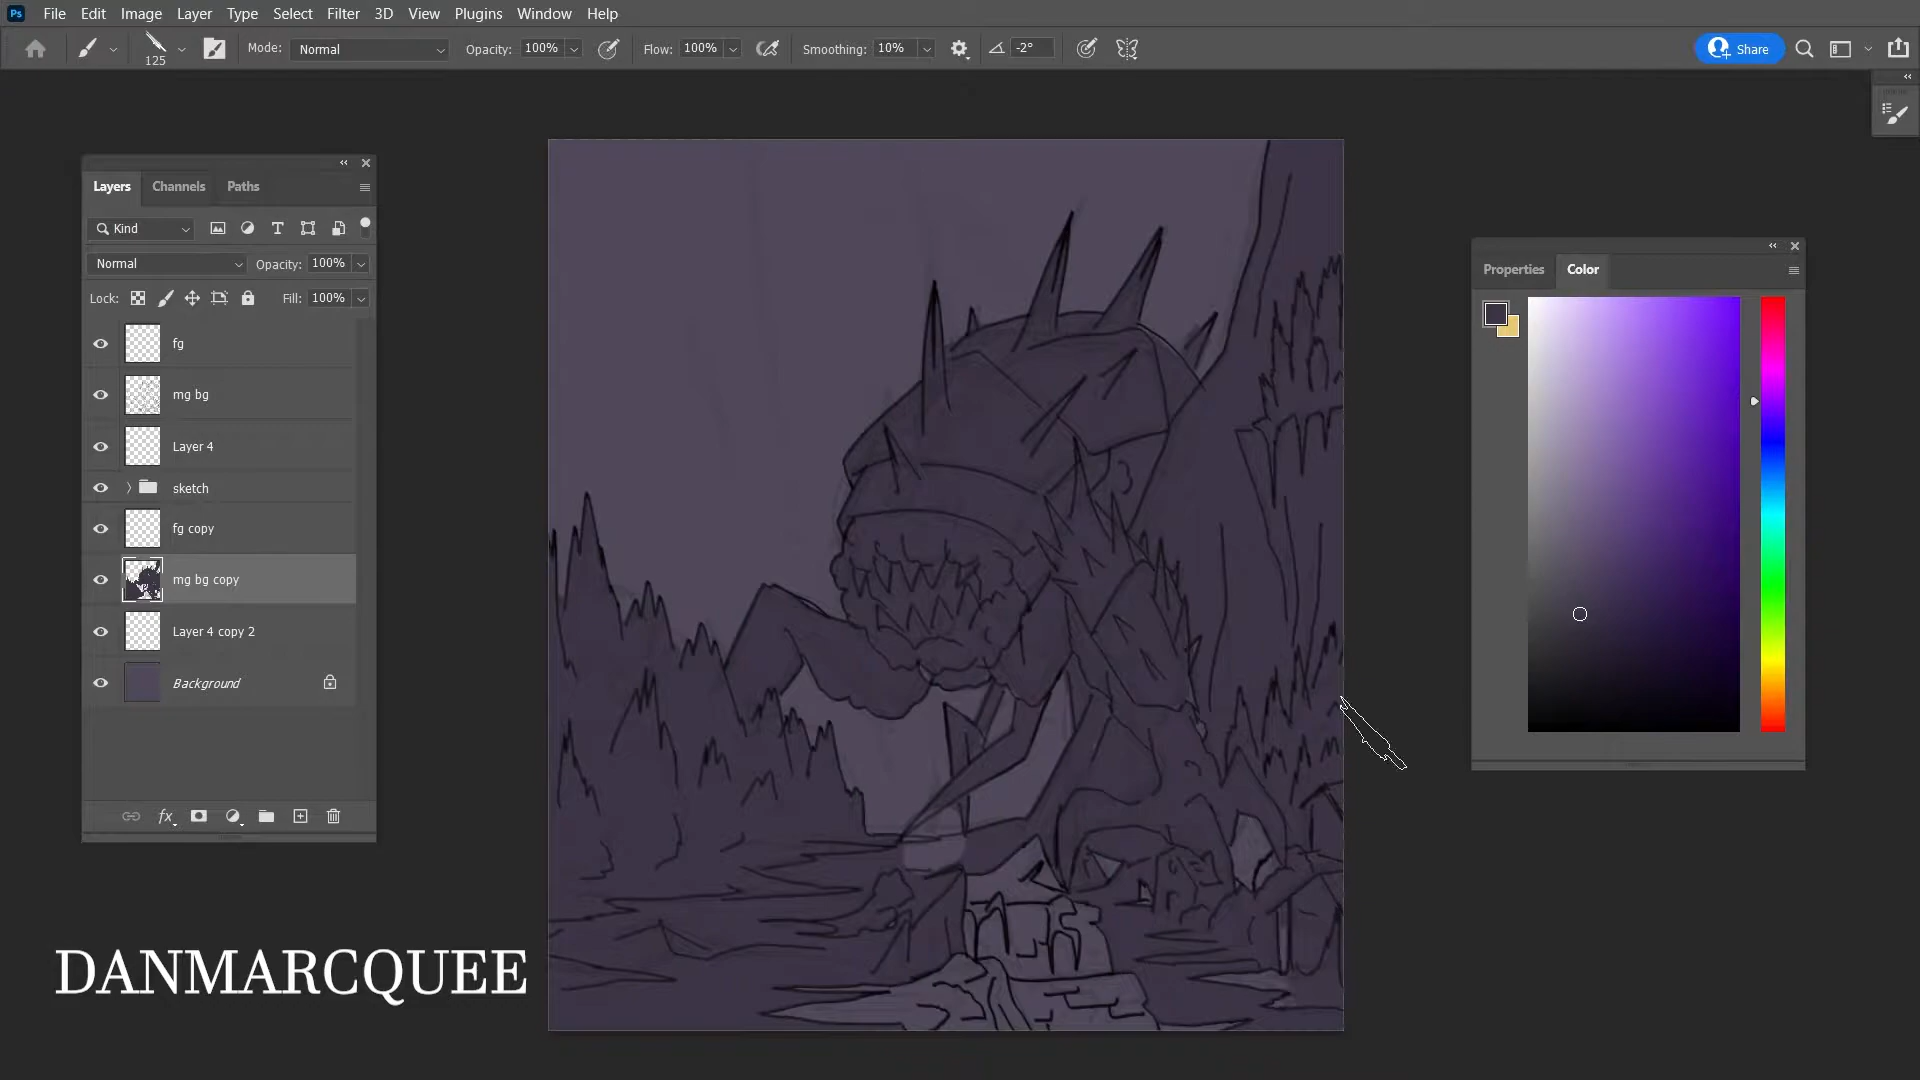 Ps File Edit Image Layer Type Select Filter 3D View Plugins Window Help
125 Mode: Normal Opacity: 100% Flow: 100% Smoothing: 10% -2° Share
Layers Channels Paths
Kind T
Normal Opacity: 100%
Lock: Fill: 100%
fg
mg bg
Layer 4
sketch
fg copy
mg bg copy
Layer 4 copy 2
Background
fx
Properties Color
DANMARCQUEE